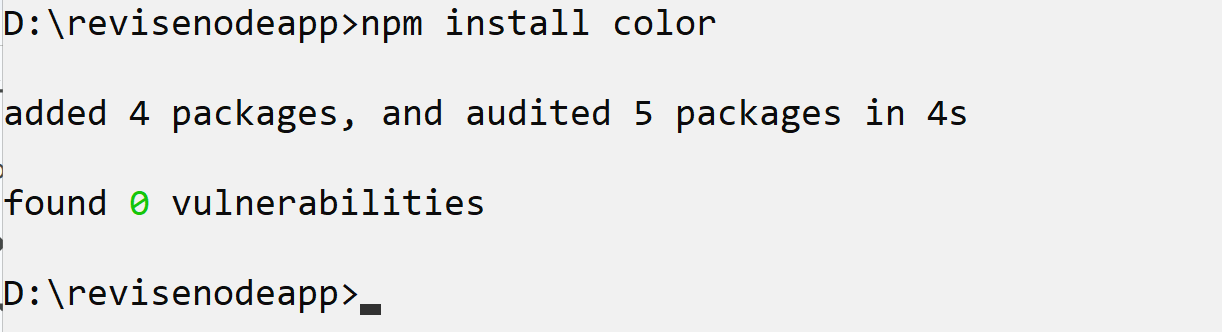 D:\revisenodeapp>npm install color
added 4 packages, and audited 5 packages in 4s
found 0 vulnerabilities
D:\revisenodeapp>